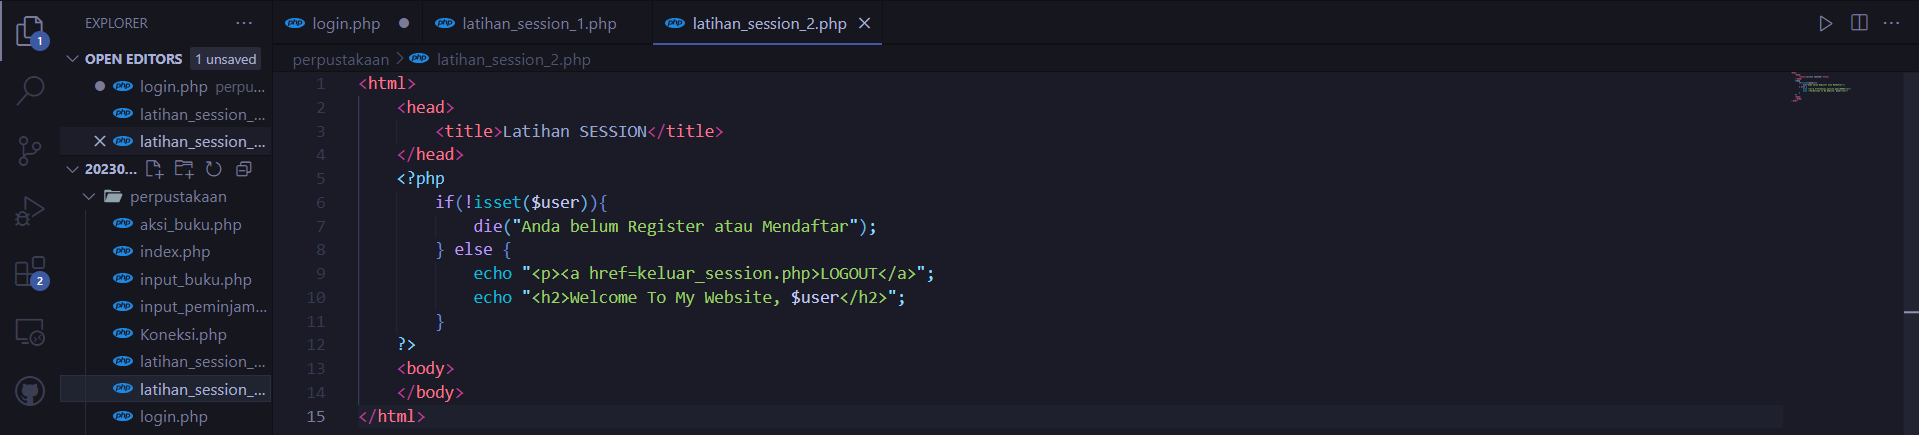 EXPLORER ...
login.php
latihan_session_1.php
latihan_session_2.php
OPEN EDITORS 1 unsaved
login.php perpu...
latihan_session_...
latihan_session_...
20230...
perpustakaan
aksi_buku.php
index.php
input_buku.php
input_peminjam...
Koneksi.php
latihan_session_...
latihan_session_...
login.php
1
2
perpustakaan > latihan_session_2.php
1 <html>
2 <head>
3 <title>Latihan SESSION</title>
4 </head>
5 <?php
6 if(!isset($user)){
7 die("Anda belum Register atau Mendaftar");
8 } else {
9 echo "<p><a href=keluar_session.php>LOGOUT</a>";
10 echo "<h2>Welcome To My Website, $user</h2>";
11 }
12 ?>
13 <body>
14 </body>
15 </html>